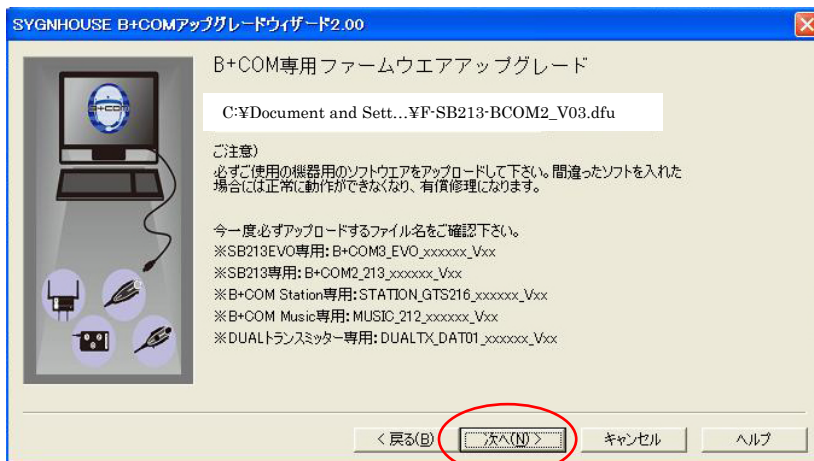 SYGNHOUSE B+COMアップグレードウィザード2.00
B+COM
B+COM専用ファームウエアアップグレード
C:¥Document and Sett…¥F-SB213-BCOM2_V03.dfu
ご注意)
必ずご使用の機器用のソフトウエアをアップロードして下さい。間違ったソフトを入れた
場合には正常に動作ができなくなり、有償修理になります。
今一度必ずアップロードするファイル名をご確認下さい。
※SB213EVO専用: B+COM3_EVO_xxxxxx_Vxx
※SB213専用: B+COM2_213_xxxxxx_Vxx
※B+COM Station専用: STATION_GTS216_xxxxxx_Vxx
※B+COM Music専用: MUSIC_212_xxxxxx_Vxx
※DUALトランスミッター専用: DUALTX_DAT01_xxxxxx_Vxx
< 戻る(B)
次へ(N) >
キャンセル
ヘルプ